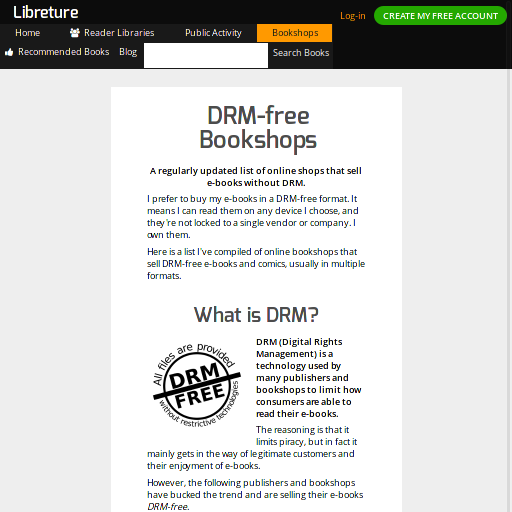 Libreture
Log-in
CREATE MY FREE ACCOUNT
Home
Reader Libraries
Public Activity
Bookshops
Recommended Books
Blog
Search Books
DRM-free
Bookshops
A regularly updated list of online shops that sell
e-books without DRM.
I prefer to buy my e-books in a DRM-free format. It
means I can read them on any device I choose, and
they're not locked to a single vendor or company. I
own them.
Here is a list I've compiled of online bookshops that
sell DRM-free e-books and comics, usually in multiple
formats.
What is DRM?
All files are provided
DRM
FREE
without restrictive technologies
DRM (Digital Rights
Management) is a
technology used by
many publishers and
bookshops to limit how
consumers are able to
read their e-books.
The reasoning is that it
limits piracy, but in fact it
mainly gets in the way of legitimate customers and
their enjoyment of e-books.
However, the following publishers and bookshops
have bucked the trend and are selling their e-books
DRM-free.